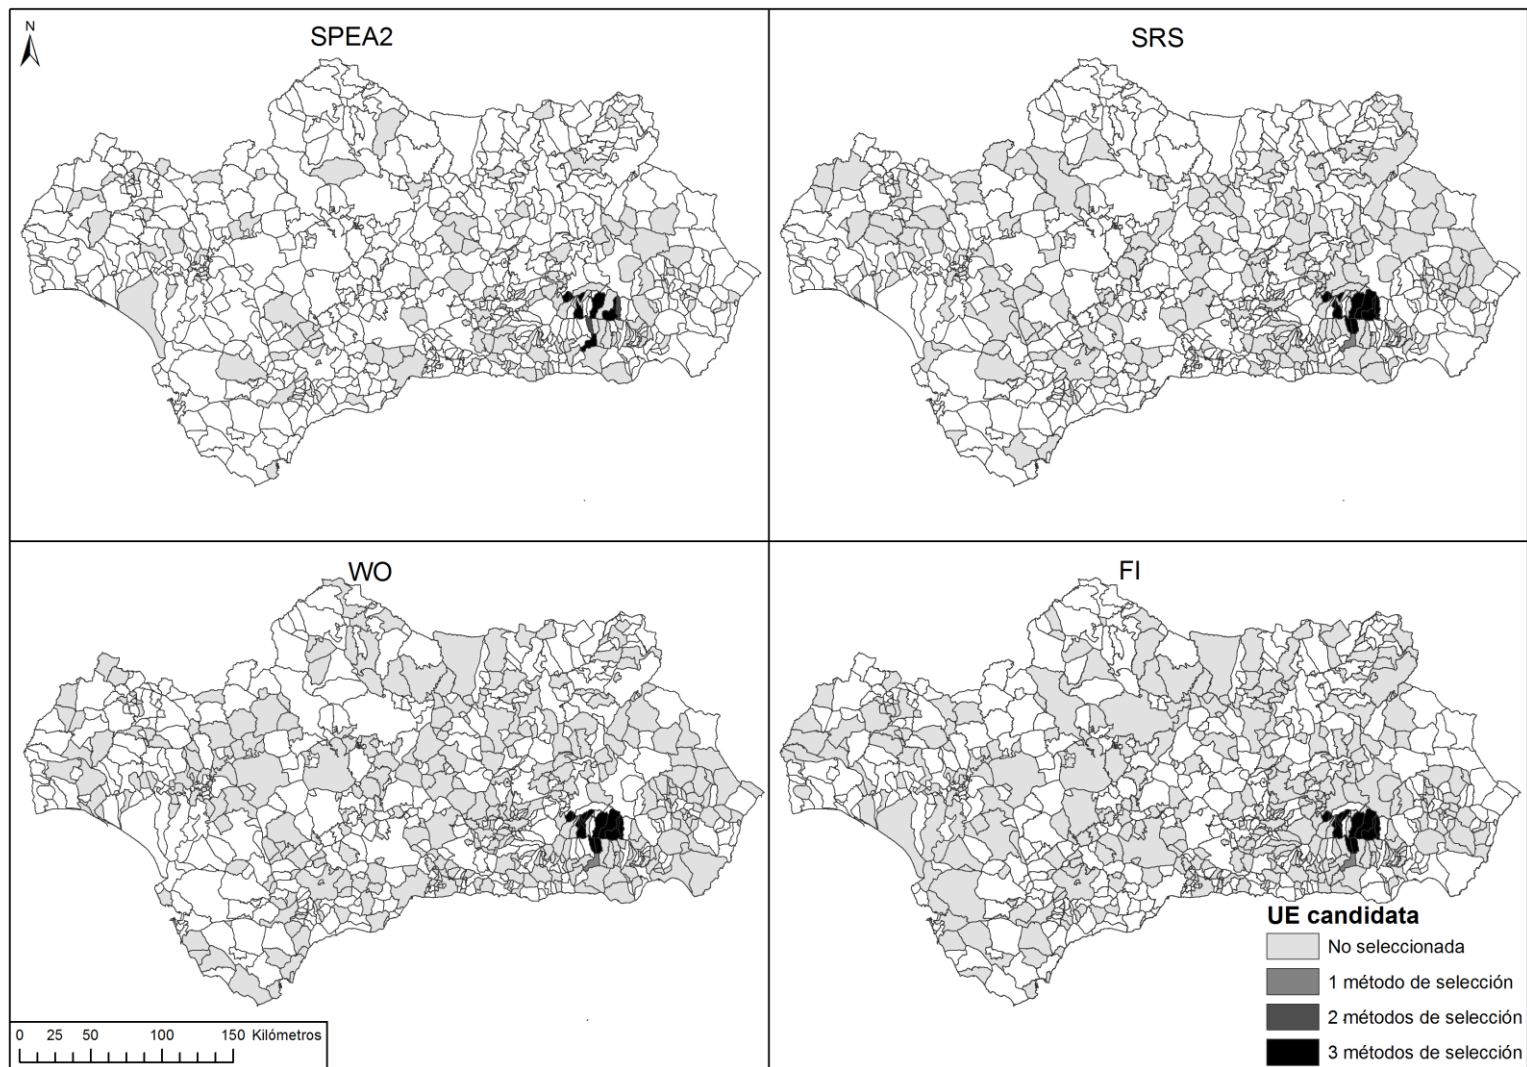 N
SPEA2
SRS
WO
FI
UE candidata
No seleccionada
1 método de selección
2 métodos de selección
3 métodos de selección
0 25 50 100 150 Kilómetros